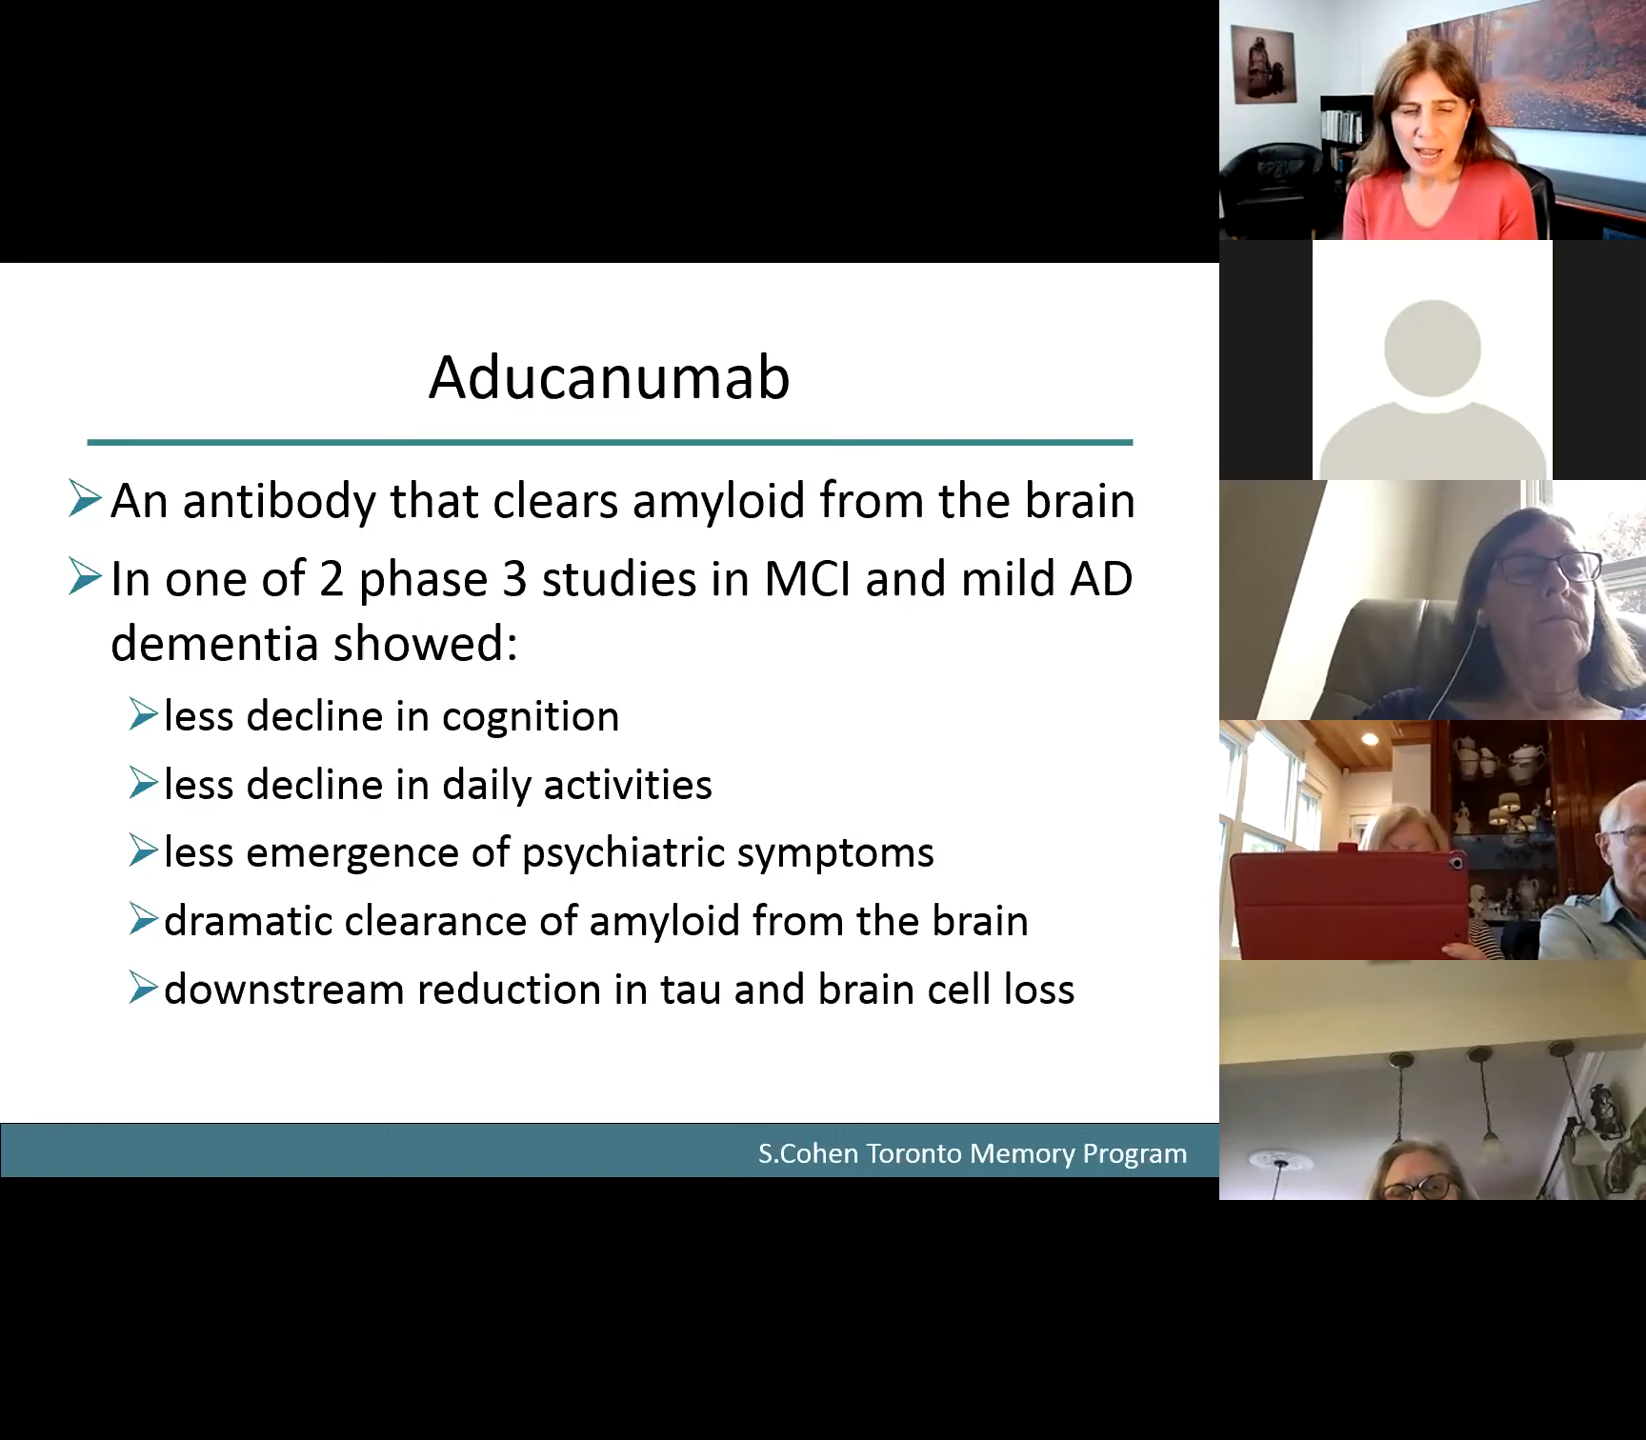 Aducanumab
An antibody that clears amyloid from the brain
In one of 2 phase 3 studies in MCI and mild AD
dementia showed:
less decline in cognition
less decline in daily activities
less emergence of psychiatric symptoms
dramatic clearance of amyloid from the brain
downstream reduction in tau and brain cell loss
S.Cohen Toronto Memory Program